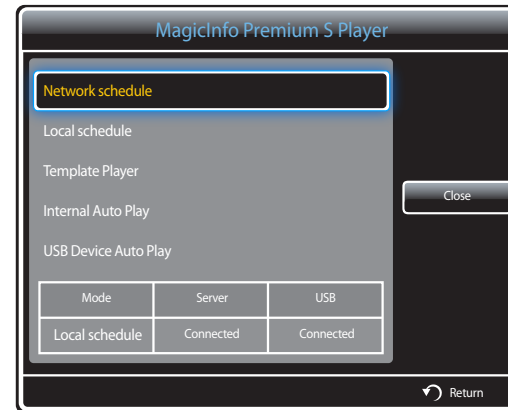 MagicInfo Premium S Player
Network schedule
Local schedule
Template Player
Internal Auto Play
USB Device Auto Play
Close
Mode Server USB
Local schedule Connected Connected
Return